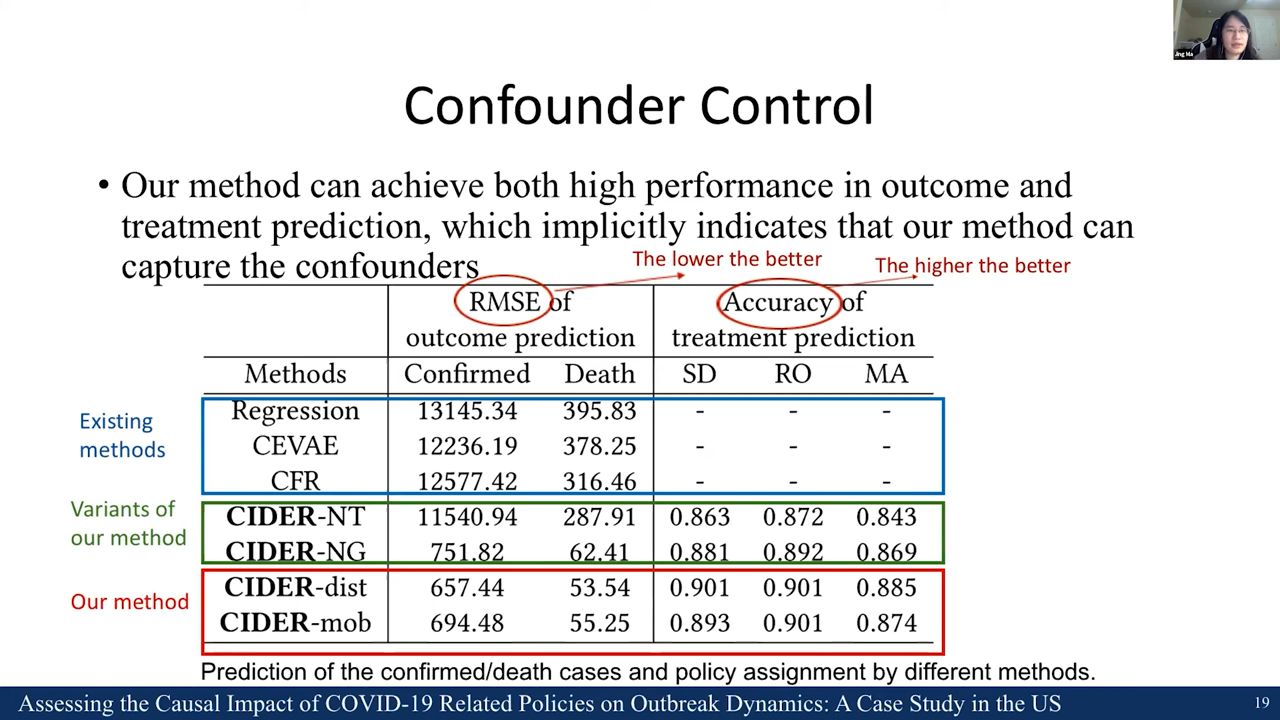 Jing Ma
Confounder Control
• Our method can achieve both high performance in outcome and
treatment prediction, which implicitly indicates that our method can
capture the confounders
The lower the better
The higher the better
RMSE of
outcome prediction
Accuracy of
treatment prediction
Methods Confirmed Death SD RO MA
Existing
methods
Regression 13145.34 395.83 - - -
CEVAE 12236.19 378.25 - - -
CFR 12577.42 316.46 - - -
Variants of
our method
CIDER-NT 11540.94 287.91 0.863 0.872 0.843
CIDER-NG 751.82 62.41 0.881 0.892 0.869
Our method
CIDER-dist 657.44 53.54 0.901 0.901 0.885
CIDER-mob 694.48 55.25 0.893 0.901 0.874
Prediction of the confirmed/death cases and policy assignment by different methods.
Assessing the Causal Impact of COVID-19 Related Policies on Outbreak Dynamics: A Case Study in the US
19